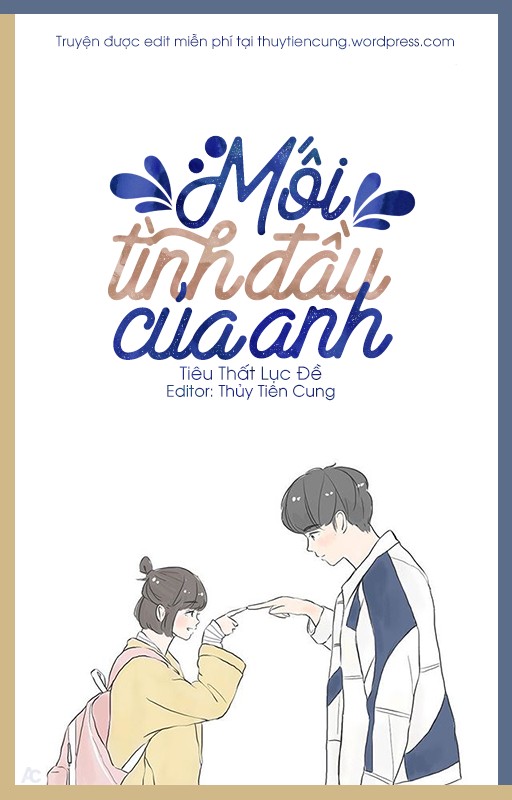 Truyện được edit miễn phí tại thuytiencung.wordpress.com
Mối
tình đầu
của anh
Tiêu Thất Lục Đề
Editor: Thủy Tiên Cung
AC